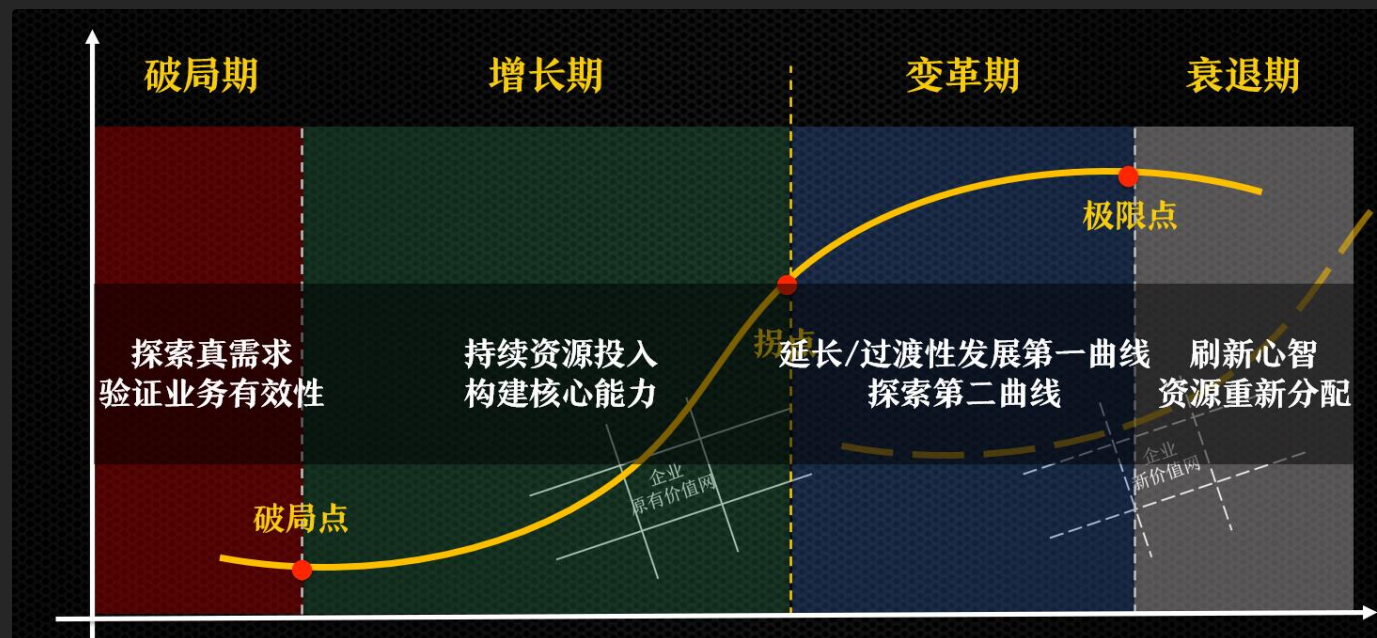 破局期
增长期
变革期
衰退期
极限点
拐点
探索真需求
验证业务有效性
持续资源投入
构建核心能力
延长/过渡性发展第一曲线
探索第二曲线
刷新心智
资源重新分配
企业
原有价值网
企业
新价值网
破局点